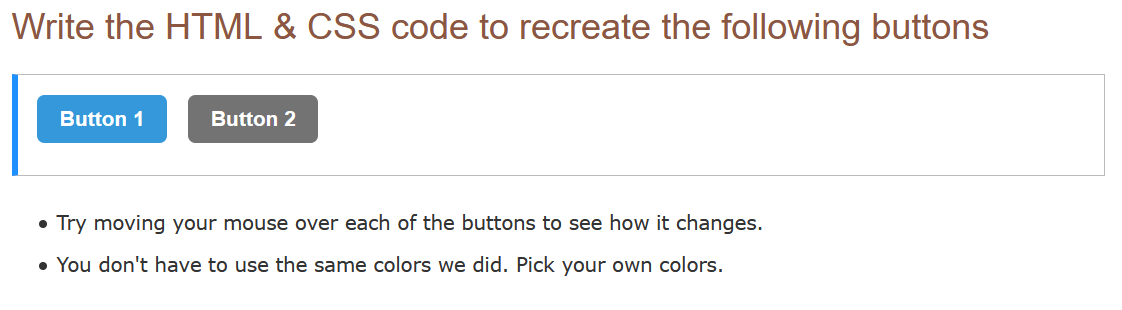 Write the HTML & CSS code to recreate the following buttons
Button 1 Button 2
• Try moving your mouse over each of the buttons to see how it changes.
• You don't have to use the same colors we did. Pick your own colors.